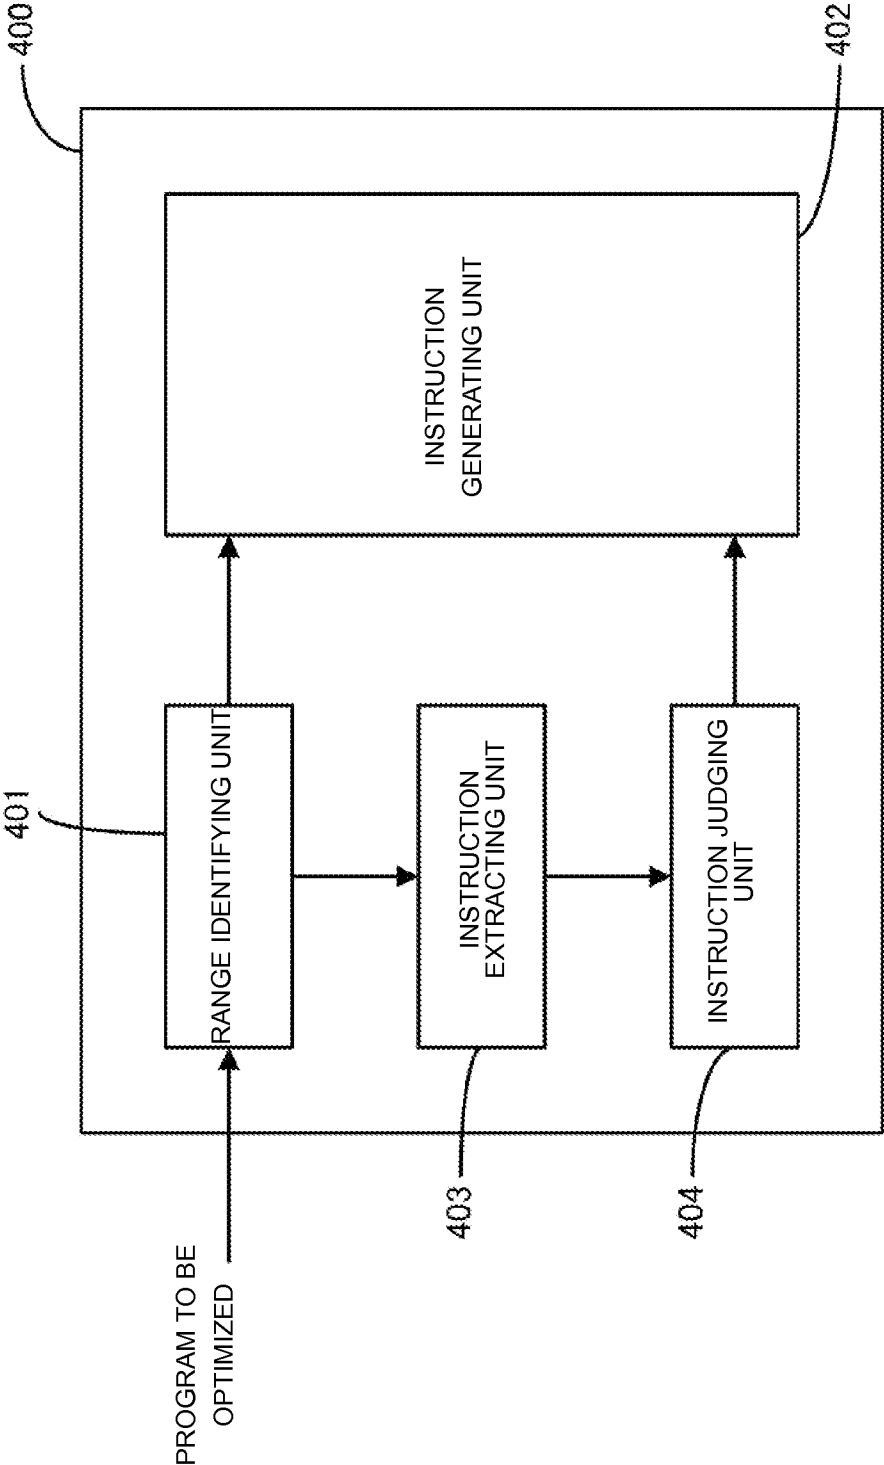 400
PROGRAM TO BE
OPTIMIZED
401
RANGE IDENTIFYING UNIT
403
INSTRUCTION
EXTRACTING UNIT
404
INSTRUCTION JUDGING
UNIT
INSTRUCTION
GENERATING UNIT
402